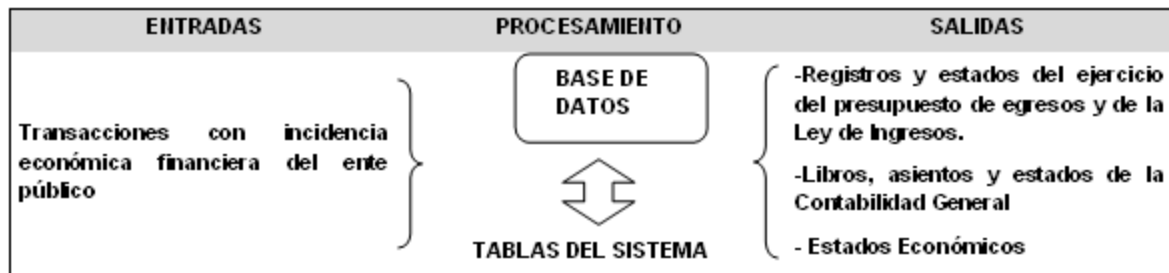 ENTRADAS
PROCESAMIENTO
SALIDAS
Transacciones con incidencia
económica financiera del ente
público
BASE DE
DATOS
TABLAS DEL SISTEMA
-Registros y estados del ejercicio
del presupuesto de egresos y de la
Ley de Ingresos.
-Libros, asientos y estados de la
Contabilidad General
- Estados Económicos